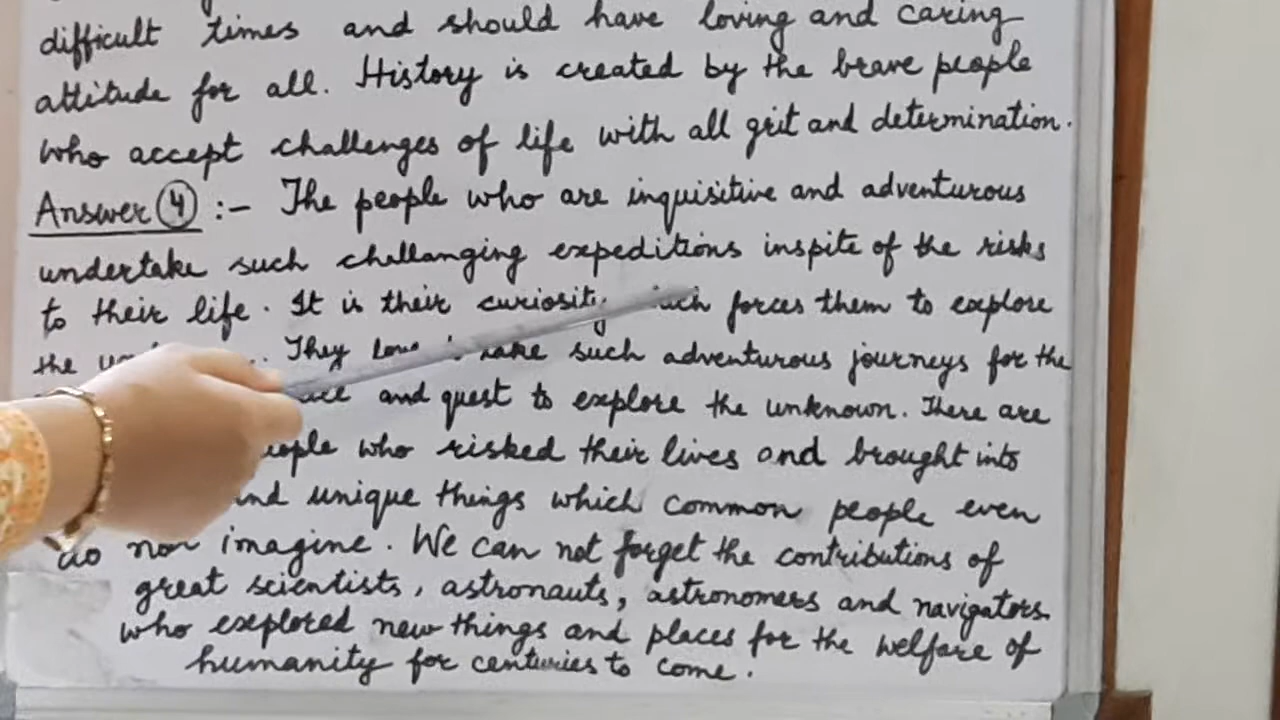 difficult times and should have loving and caring
attitude for all. History is created by the brave people
who accept challenges of life with all grit and determination.
Answer 4 :- The people who are inquisitive and adventurous
undertake such challanging expeditions inspite of the risks
to their life. It is their curiosity forces them to explore
the They love take such adventurous journeys for the
and quest to explore the unknown. There are
who risked their lives and brought into
and unique things which common people even
do not imagine. We can not forget the contributions of
great scientists, astronauts, astronomers and navigators
who explored new things and places for the welfare of
humanity for centuries to come.